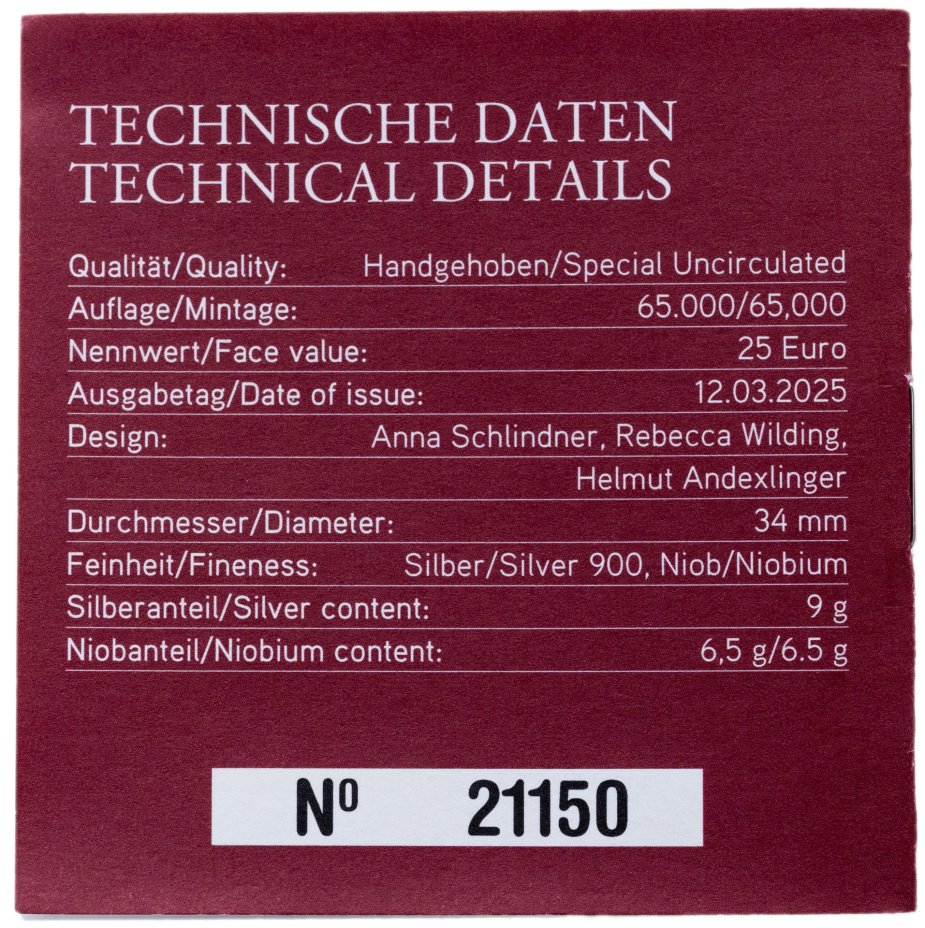 TECHNISCHE DATEN
TECHNICAL DETAILS
Qualität/Quality: Handgehoben/Special Uncirculated
Auflage/Mintage: 65.000/65,000
Nennwert/Face value: 25 Euro
Ausgabetag/Date of issue: 12.03.2025
Design: Anna Schlindner, Rebecca Wilding,
Helmut Andexlinger
Durchmesser/Diameter: 34 mm
Feinheit/Fineness: Silber/Silver 900, Niob/Niobium
Silberanteil/Silver content: 9 g
Niobanteil/Niobium content: 6,5 g/6.5 g
Nº 21150